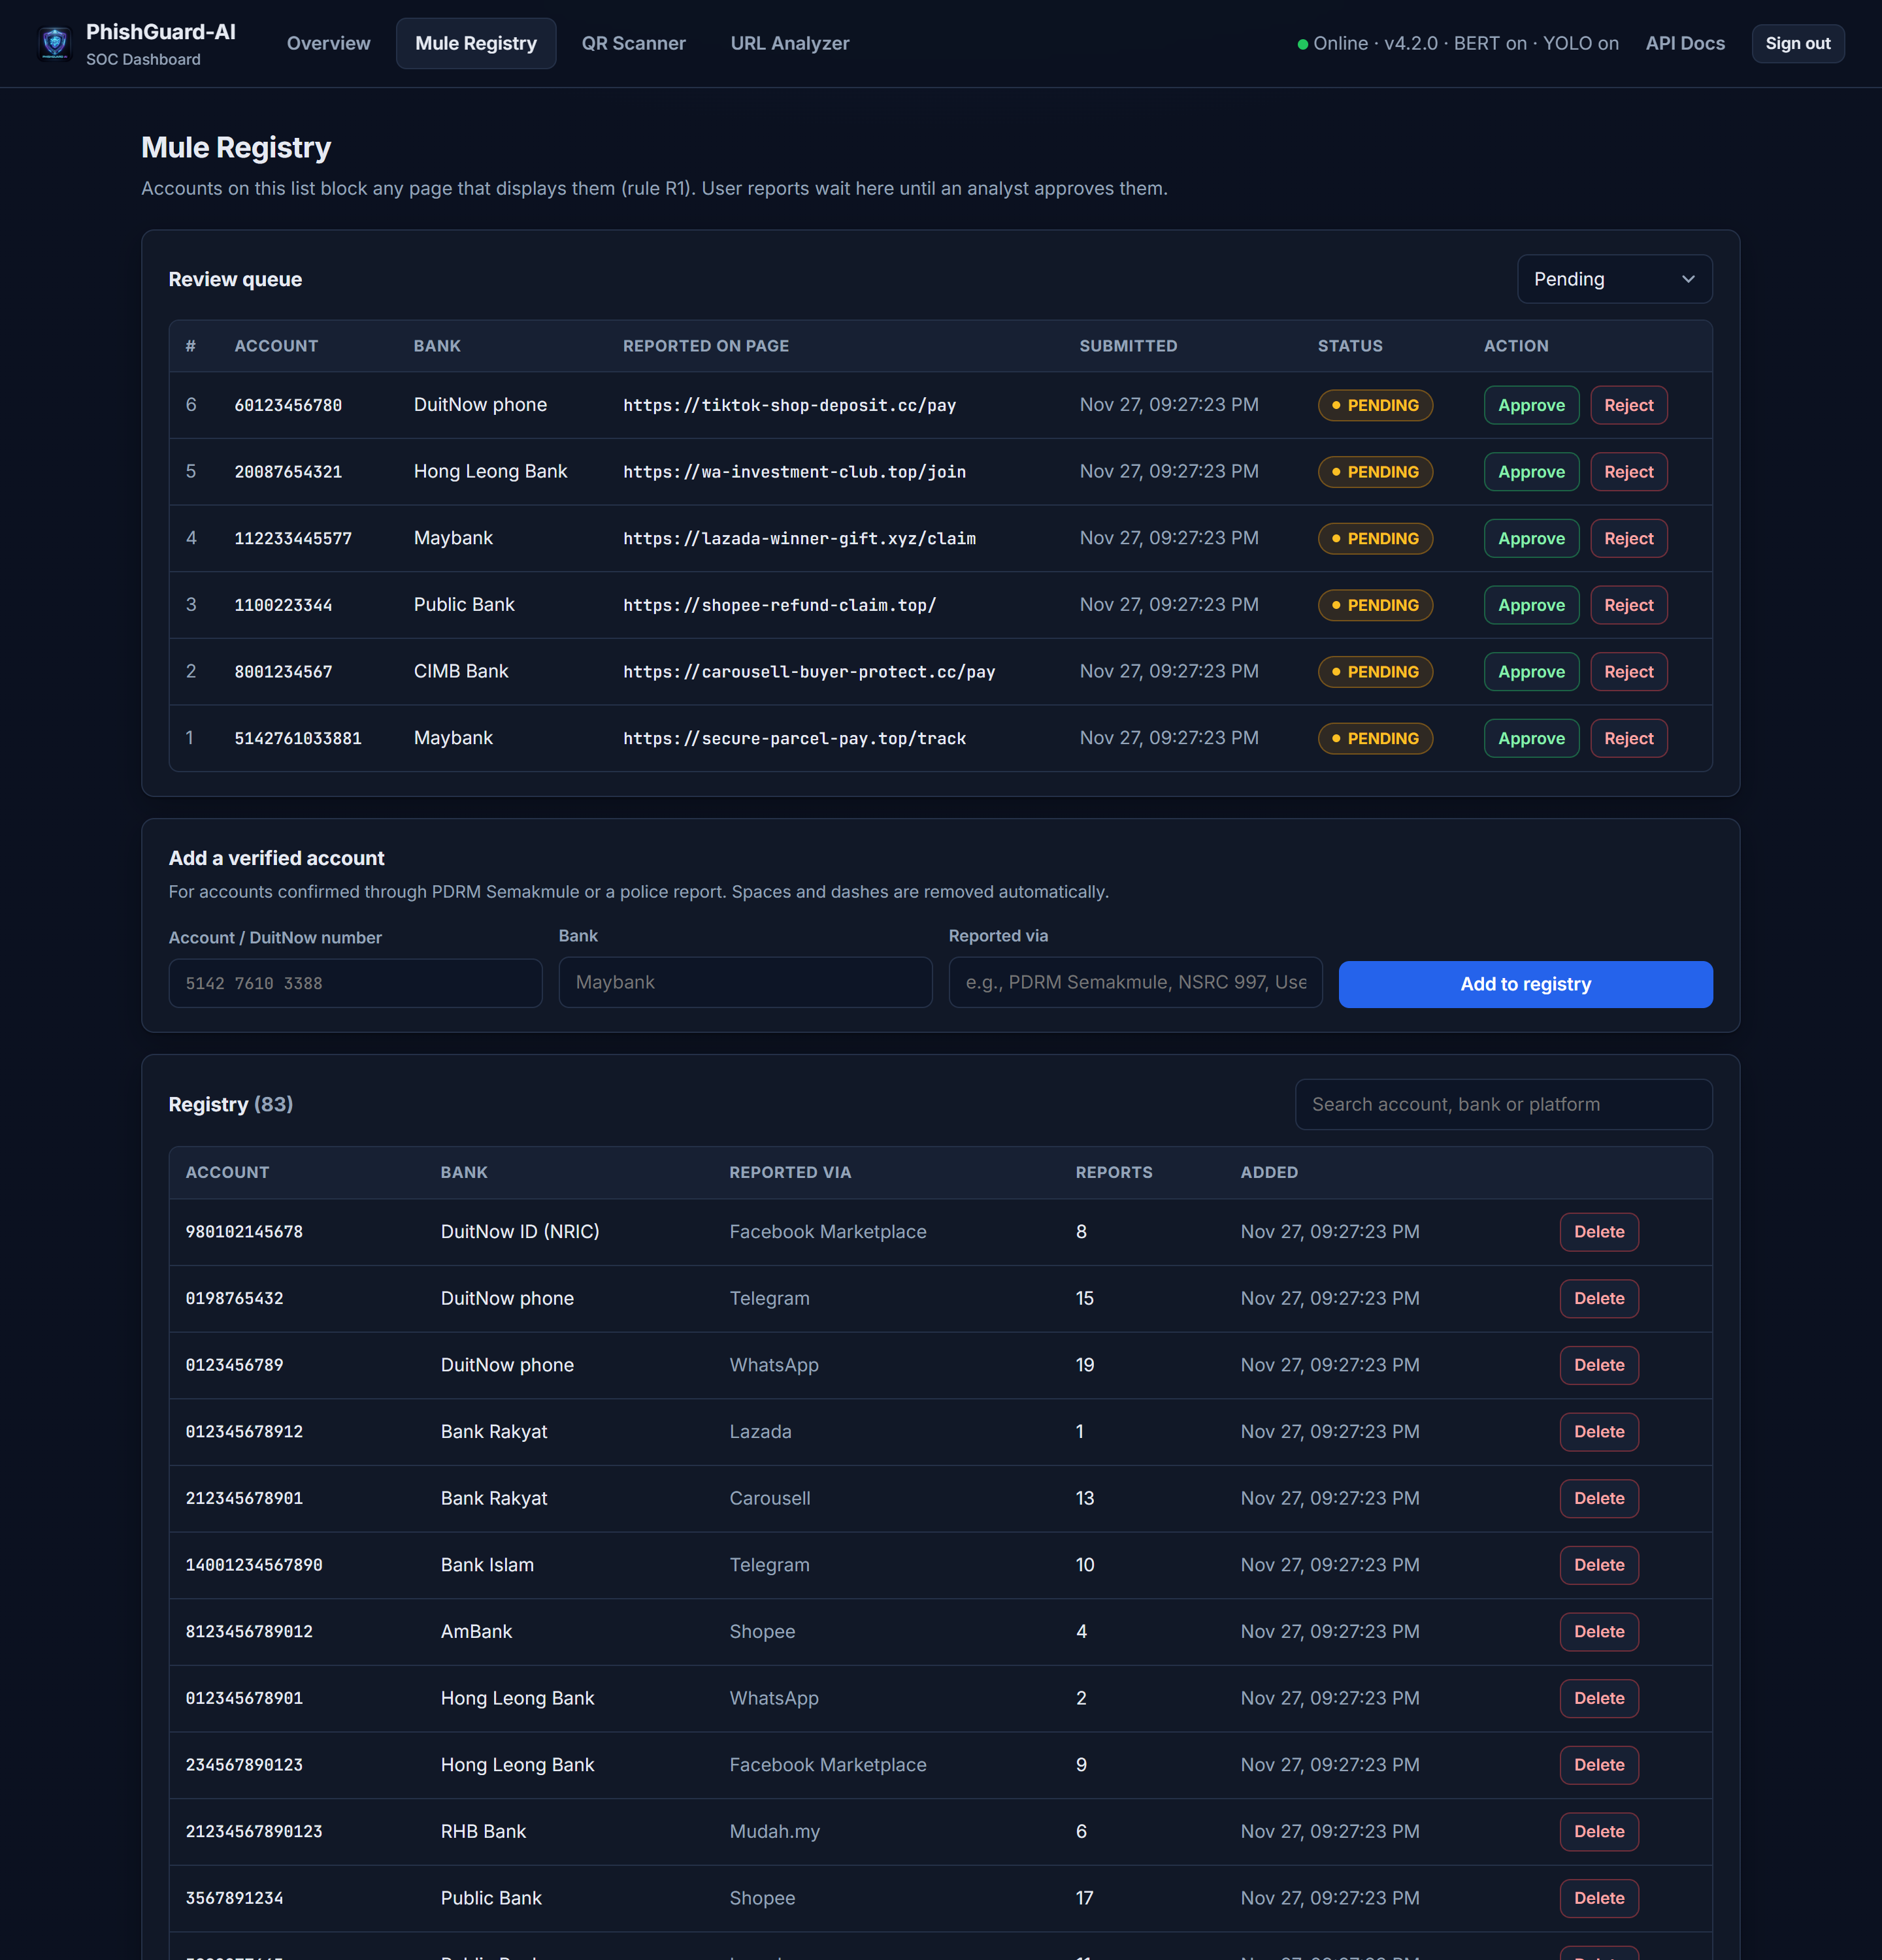 PhishGuard-AI
SOC Dashboard
Overview
Mule Registry
QR Scanner
URL Analyzer
Online · v4.2.0 · BERT on · YOLO on
API Docs
Sign out
Mule Registry
Accounts on this list block any page that displays them (rule R1). User reports wait here until an analyst approves them.
Review queue
Pending
# ACCOUNT BANK REPORTED ON PAGE SUBMITTED STATUS ACTION
6 60123456780 DuitNow phone https://tiktok-shop-deposit.cc/pay Nov 27, 09:27:23 PM PENDING Approve Reject
5 20087654321 Hong Leong Bank https://wa-investment-club.top/join Nov 27, 09:27:23 PM PENDING Approve Reject
4 112233445577 Maybank https://lazada-winner-gift.xyz/claim Nov 27, 09:27:23 PM PENDING Approve Reject
3 1100223344 Public Bank https://shopee-refund-claim.top/ Nov 27, 09:27:23 PM PENDING Approve Reject
2 8001234567 CIMB Bank https://carousell-buyer-protect.cc/pay Nov 27, 09:27:23 PM PENDING Approve Reject
1 5142761033881 Maybank https://secure-parcel-pay.top/track Nov 27, 09:27:23 PM PENDING Approve Reject
Add a verified account
For accounts confirmed through PDRM Semakmule or a police report. Spaces and dashes are removed automatically.
Account / DuitNow number Bank Reported via
5142 7610 3388 Maybank e.g., PDRM Semakmule, NSRC 997, Use Add to registry
Registry (83)
Search account, bank or platform
ACCOUNT BANK REPORTED VIA REPORTS ADDED
980102145678 DuitNow ID (NRIC) Facebook Marketplace 8 Nov 27, 09:27:23 PM Delete
0198765432 DuitNow phone Telegram 15 Nov 27, 09:27:23 PM Delete
0123456789 DuitNow phone WhatsApp 19 Nov 27, 09:27:23 PM Delete
012345678912 Bank Rakyat Lazada 1 Nov 27, 09:27:23 PM Delete
212345678901 Bank Rakyat Carousell 13 Nov 27, 09:27:23 PM Delete
14001234567890 Bank Islam Telegram 10 Nov 27, 09:27:23 PM Delete
8123456789012 AmBank Shopee 4 Nov 27, 09:27:23 PM Delete
012345678901 Hong Leong Bank WhatsApp 2 Nov 27, 09:27:23 PM Delete
234567890123 Hong Leong Bank Facebook Marketplace 9 Nov 27, 09:27:23 PM Delete
21234567890123 RHB Bank Mudah.my 6 Nov 27, 09:27:23 PM Delete
3567891234 Public Bank Shopee 17 Nov 27, 09:27:23 PM Delete